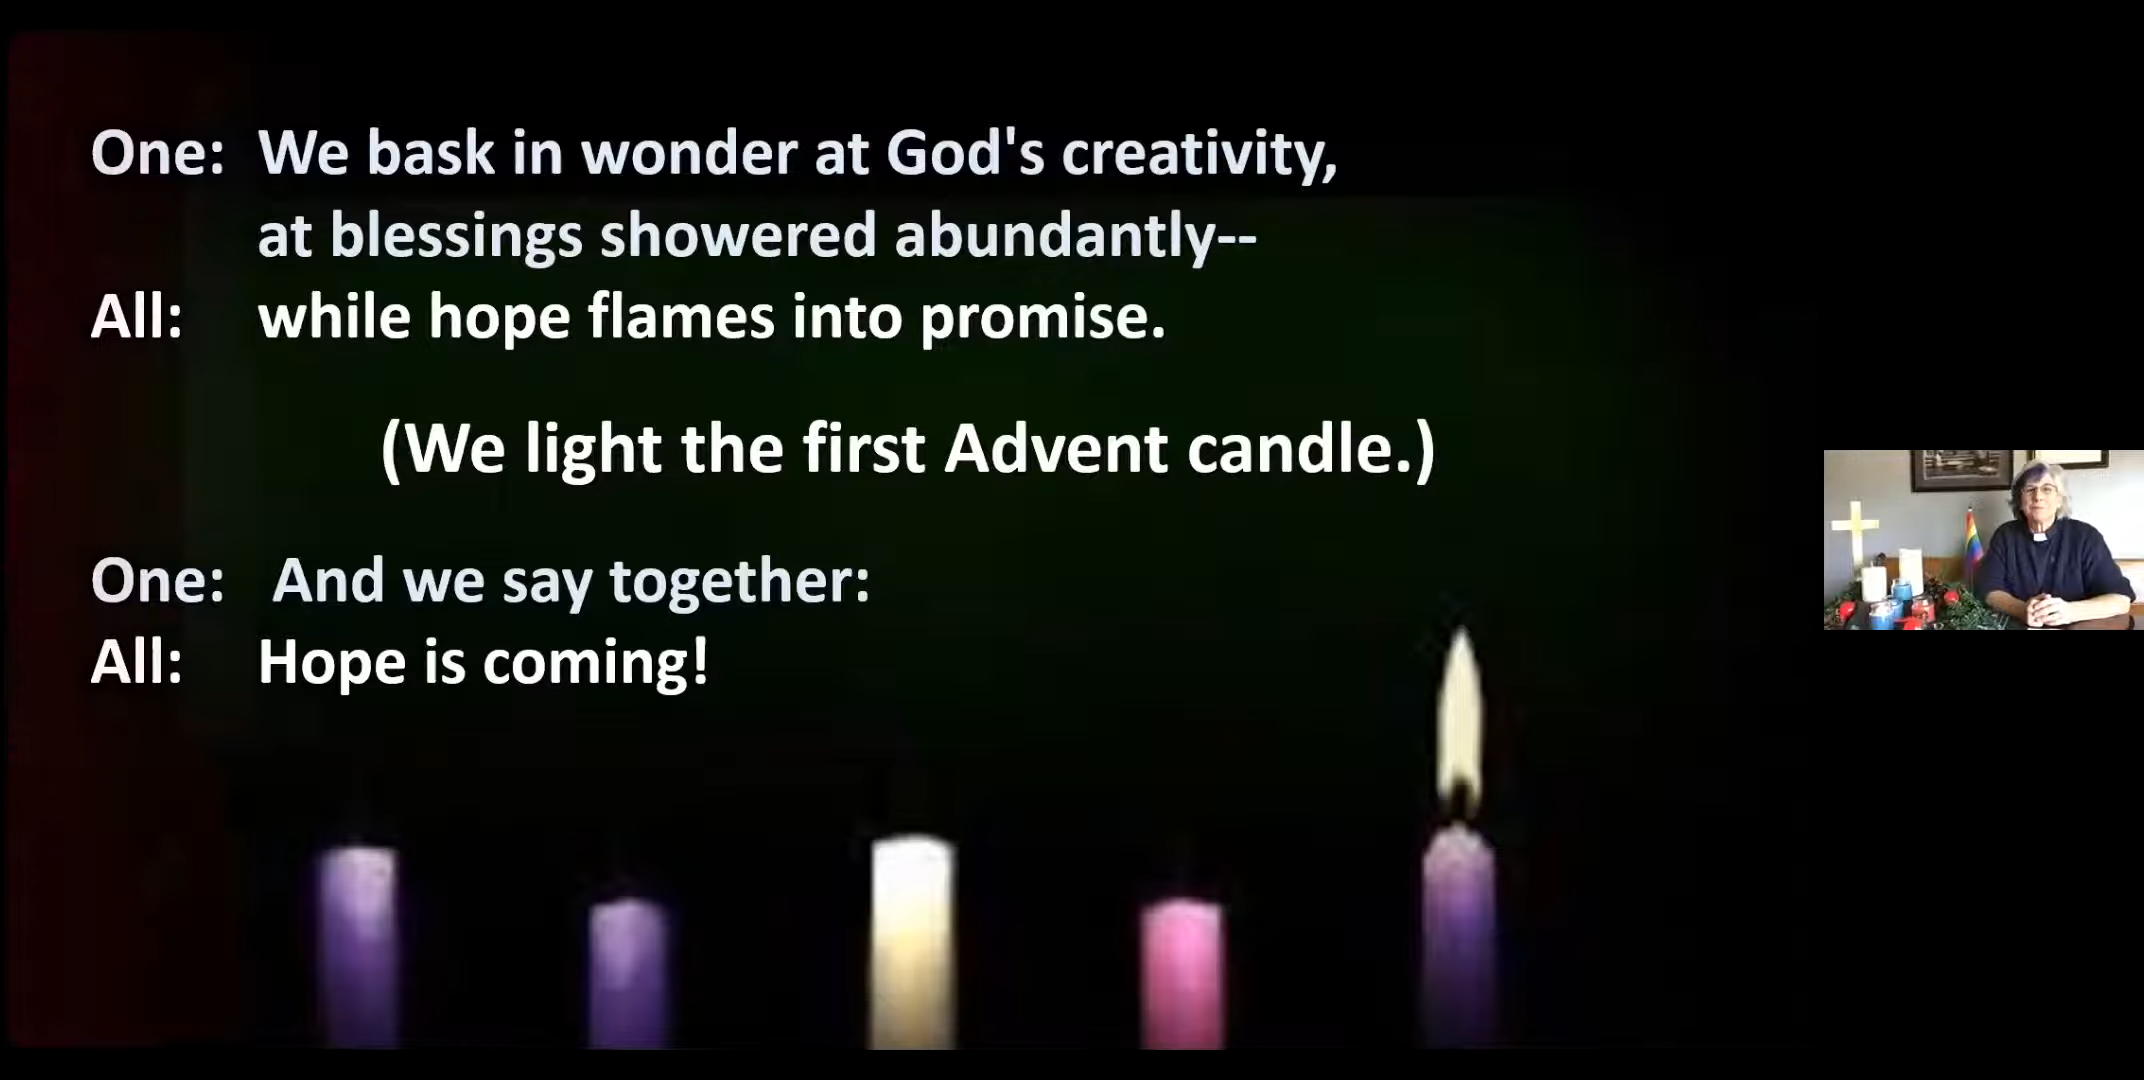 One: We bask in wonder at God's creativity,
at blessings showered abundantly--
All: while hope flames into promise.
(We light the first Advent candle.)
One: And we say together:
All: Hope is coming!